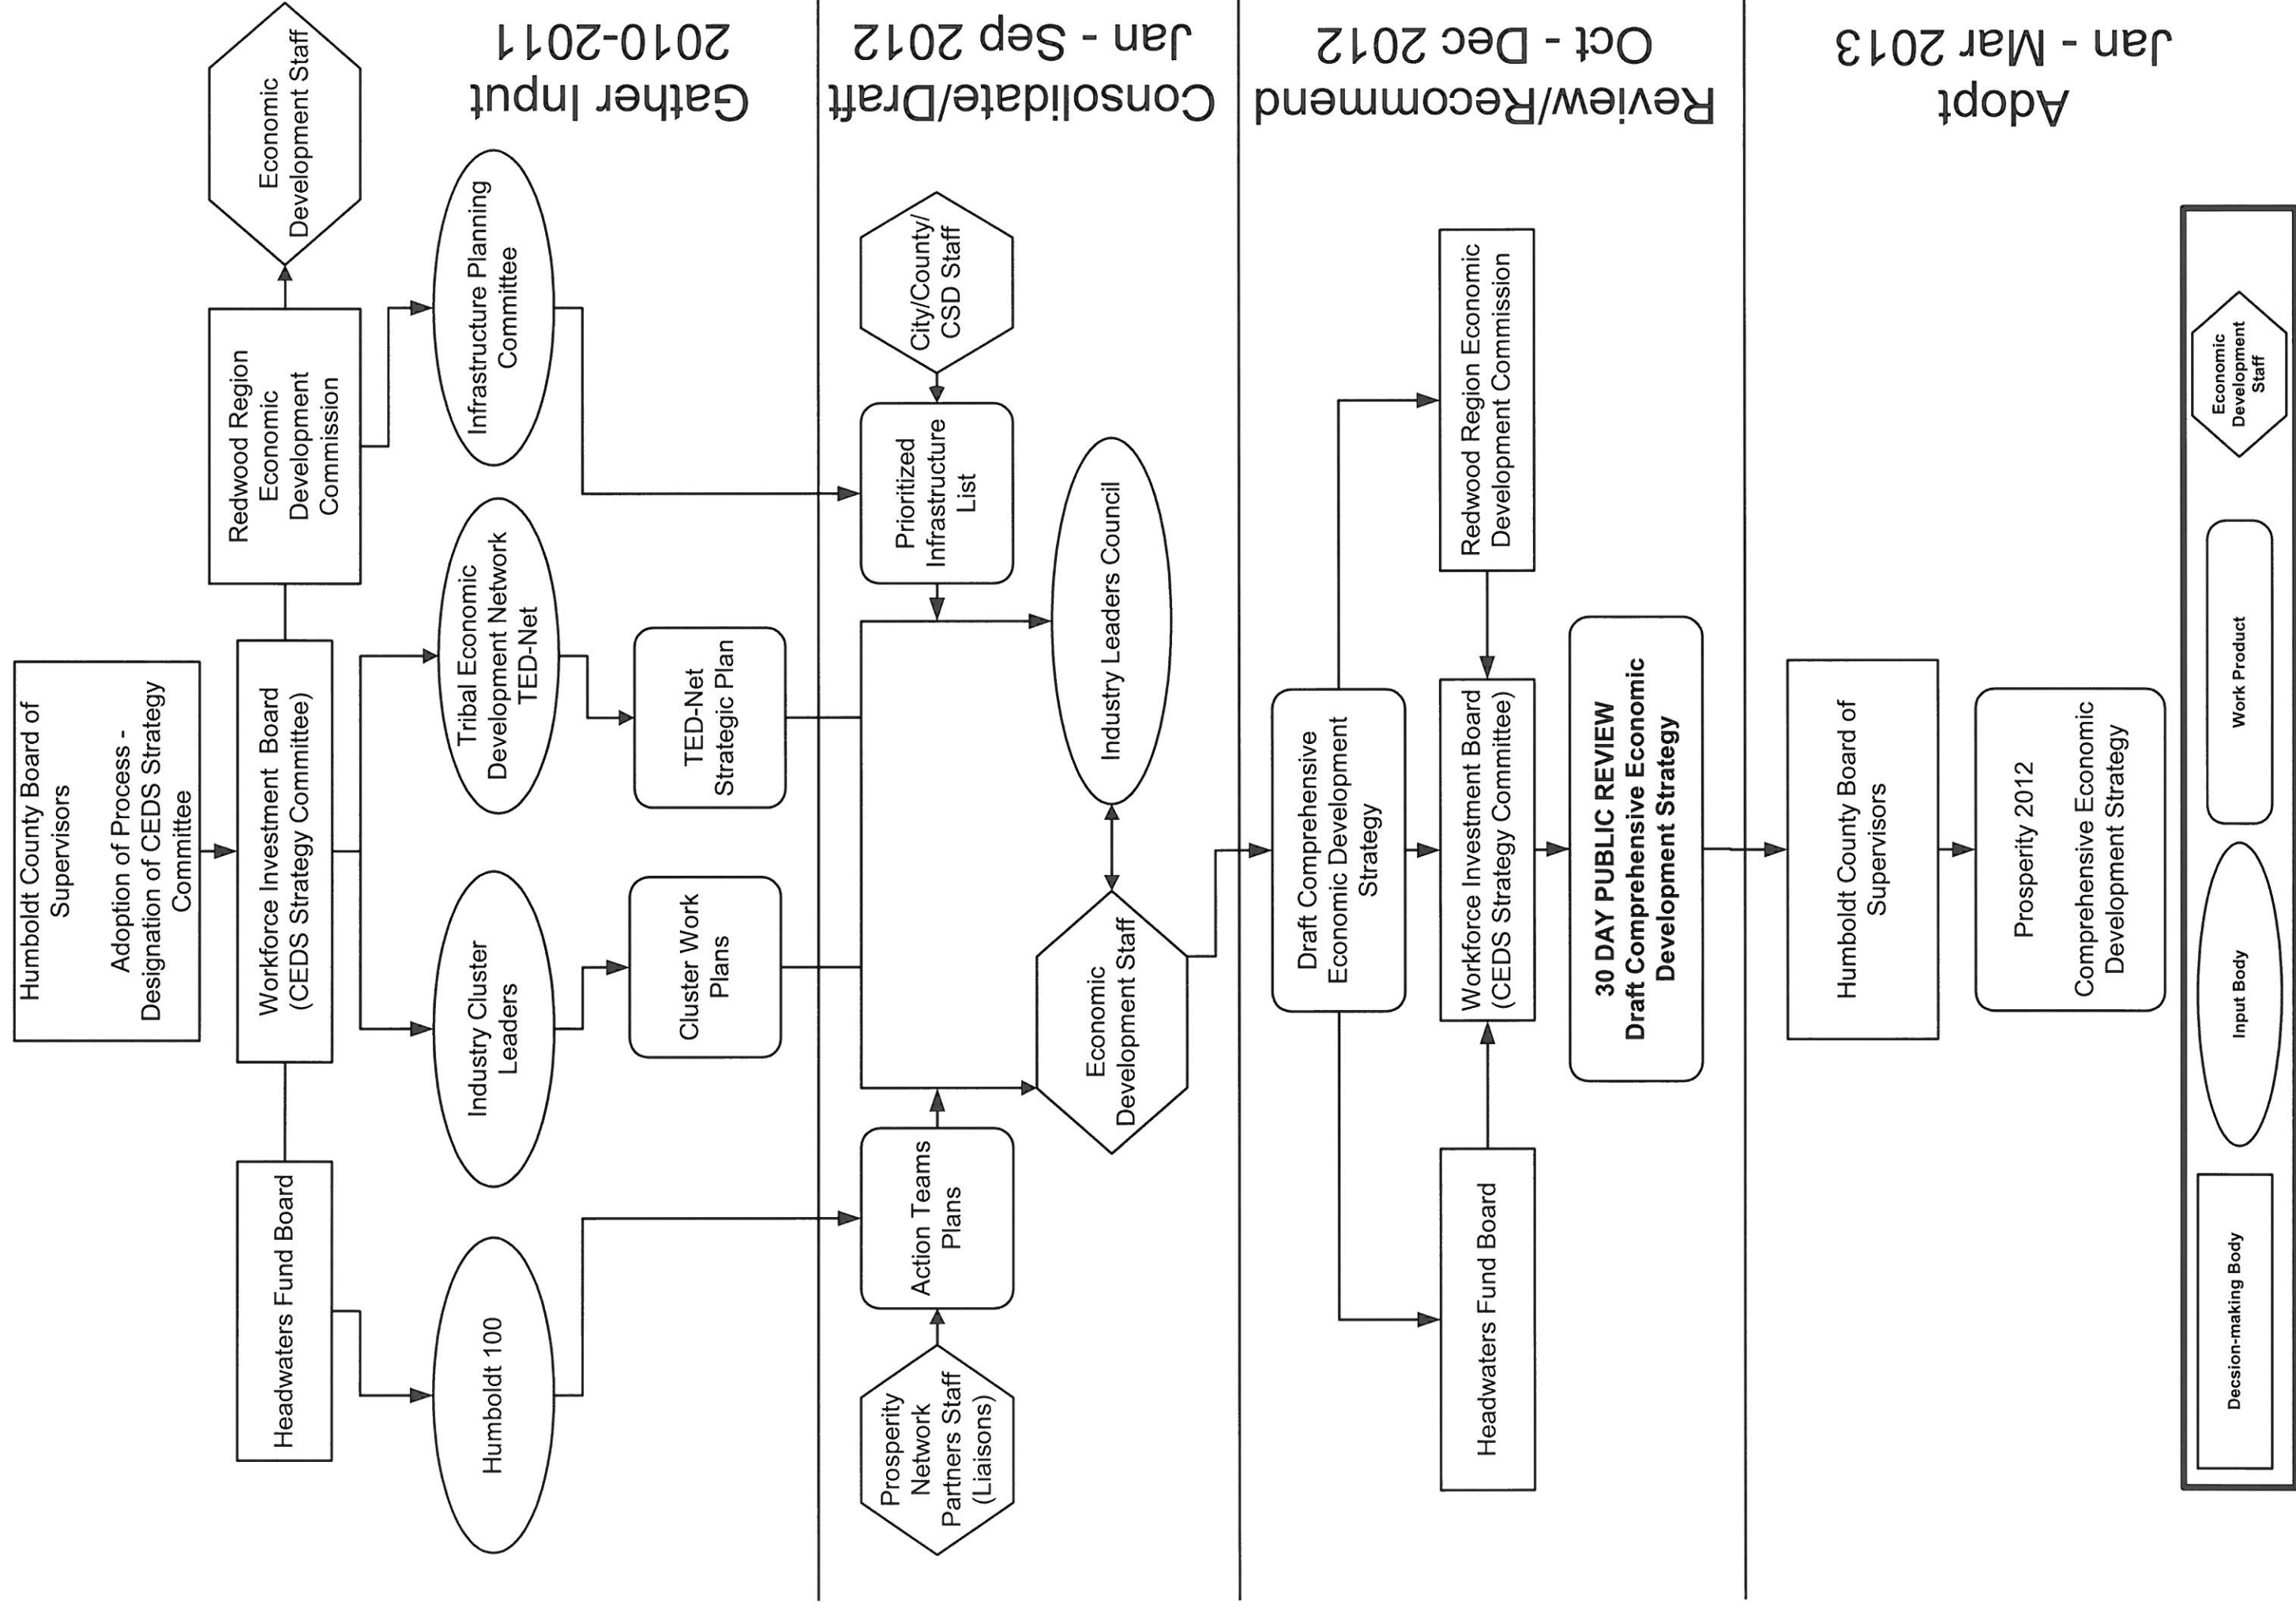 Humboldt County Board of
Supervisors
Adoption of Process -
Designation of CEDS Strategy
Committee
Headwaters Fund Board
Workforce Investment Board
(CEDS Strategy Committee)
Redwood Region
Economic
Development
Commission
Economic
Development Staff
Humboldt 100
Industry Cluster
Leaders
Tribal Economic
Development Network
TED-Net
Infrastructure Planning
Committee
Cluster Work
Plans
TED-Net
Strategic Plan
Gather Input
2010-2011
Prosperity
Network
Partners Staff
(Liaisons)
Action Teams
Plans
Prioritized
Infrastructure
List
City/County/
CSD Staff
Economic
Development Staff
Industry Leaders Council
Consolidate/Draft
Jan - Sep 2012
Draft Comprehensive
Economic Development
Strategy
Headwaters Fund Board
Workforce Investment Board
(CEDS Strategy Committee)
Redwood Region Economic
Development Commission
30 DAY PUBLIC REVIEW
Draft Comprehensive Economic
Development Strategy
Review/Recommend
Oct - Dec 2012
Humboldt County Board of
Supervisors
Prosperity 2012
Comprehensive Economic
Development Strategy
Adopt
Jan - Mar 2013
Decsion-making Body
Input Body
Work Product
Economic
Development
Staff